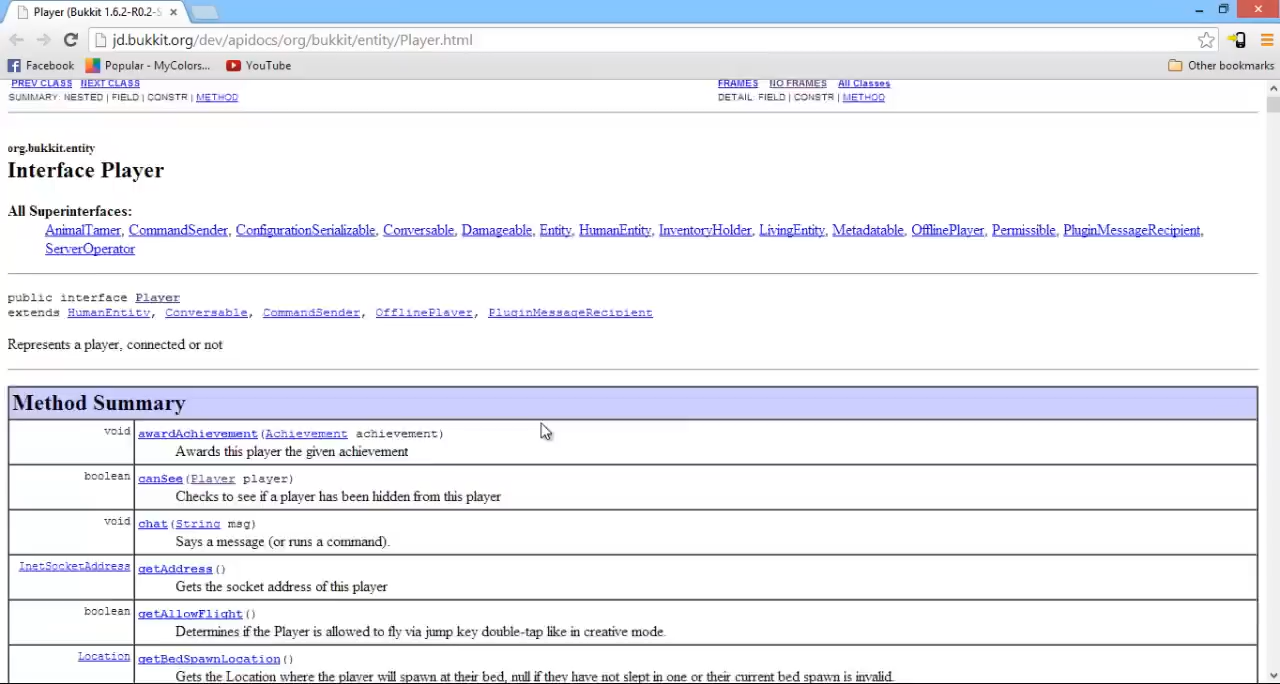 Player (Bukkit 1.6.2-R0.2-S
jd.bukkit.org/dev/apidocs/org/bukkit/entity/Player.html
Facebook Popular - MyColors... YouTube Other bookmarks
PREV CLASS NEXT CLASS FRAMES NO FRAMES All Classes
SUMMARY: NESTED | FIELD | CONSTR | METHOD DETAIL: FIELD | CONSTR | METHOD
org.bukkit.entity
Interface Player
All Superinterfaces:
AnimalTamer, CommandSender, ConfigurationSerializable, Conversable, Damageable, Entity, HumanEntity, InventoryHolder, LivingEntity, Metadatable, OfflinePlayer, Permissible, PluginMessageRecipient,
ServerOperator
public interface Player
extends HumanEntity, Conversable, CommandSender, OfflinePlayer, PluginMessageRecipient
Represents a player, connected or not
Method Summary
void awardAchievement(Achievement achievement)
Awards this player the given achievement
boolean canSee(Player player)
Checks to see if a player has been hidden from this player
void chat(String msg)
Says a message (or runs a command).
InetSocketAddress getAddress()
Gets the socket address of this player
boolean getAllowFlight()
Determines if the Player is allowed to fly via jump key double-tap like in creative mode.
Location getBedSpawnLocation()
Gets the Location where the player will spawn at their bed, null if they have not slept in one or their current bed spawn is invalid.